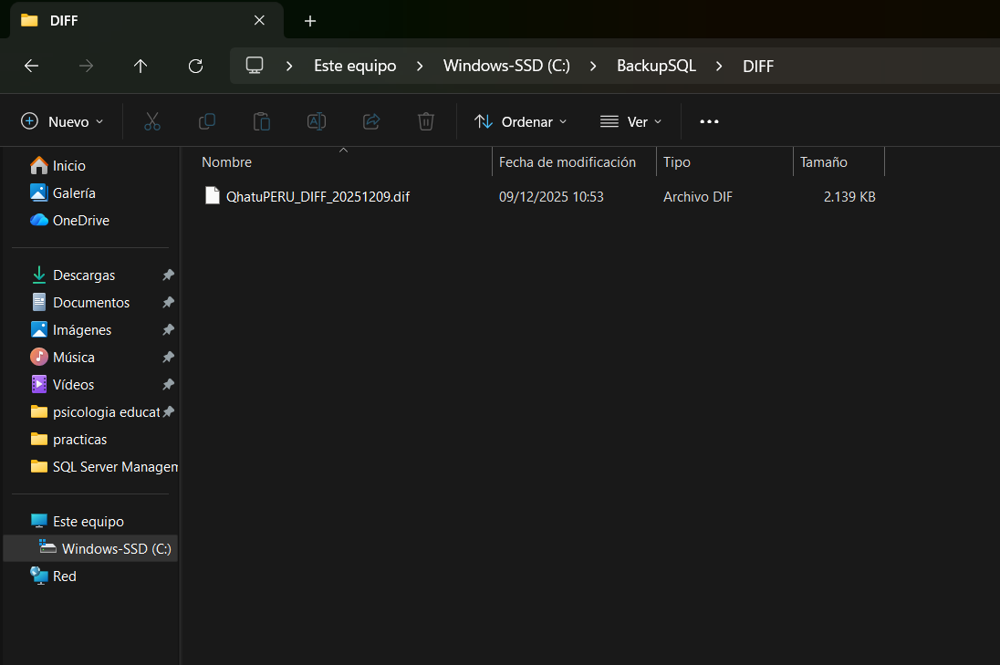 DIFF
Este equipo > Windows-SSD (C:) > BackupSQL > DIFF
Nuevo Ordenar Ver
Nombre Fecha de modificación Tipo Tamaño
QhatuPERU_DIFF_20251209.dif 09/12/2025 10:53 Archivo DIF 2.139 KB
Inicio
Galería
OneDrive
Descargas
Documentos
Imágenes
Música
Vídeos
psicologia educat
practicas
SQL Server Managem
Este equipo
Windows-SSD (C:)
Red